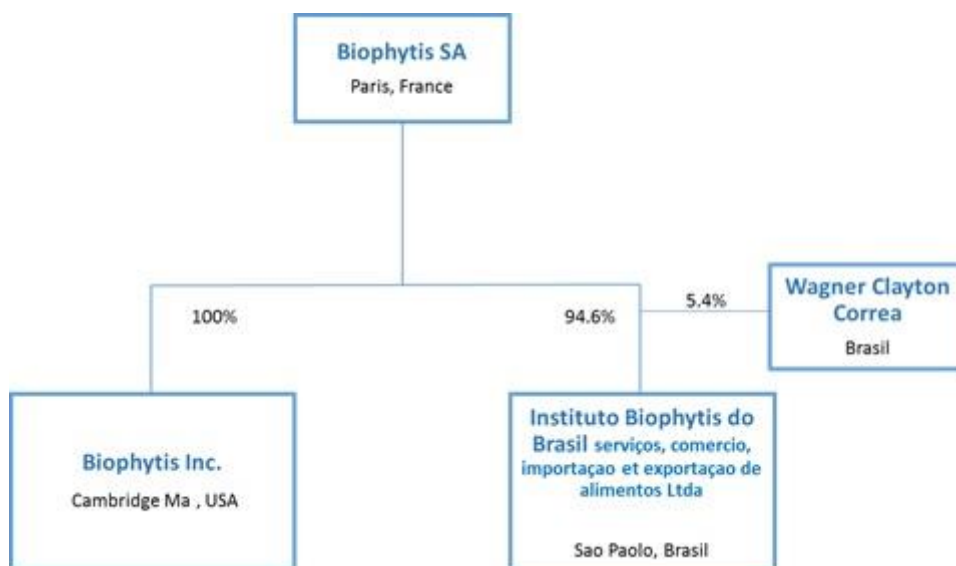 Biophytis SA
Paris, France
100%
94.6%
5.4%
Wagner Clayton
Correa
Brasil
Biophytis Inc.
Cambridge Ma , USA
Instituto Biophytis do
Brasil serviços, comercio,
importaçao et exportaçao de
alimentos Ltda
Sao Paolo, Brasil